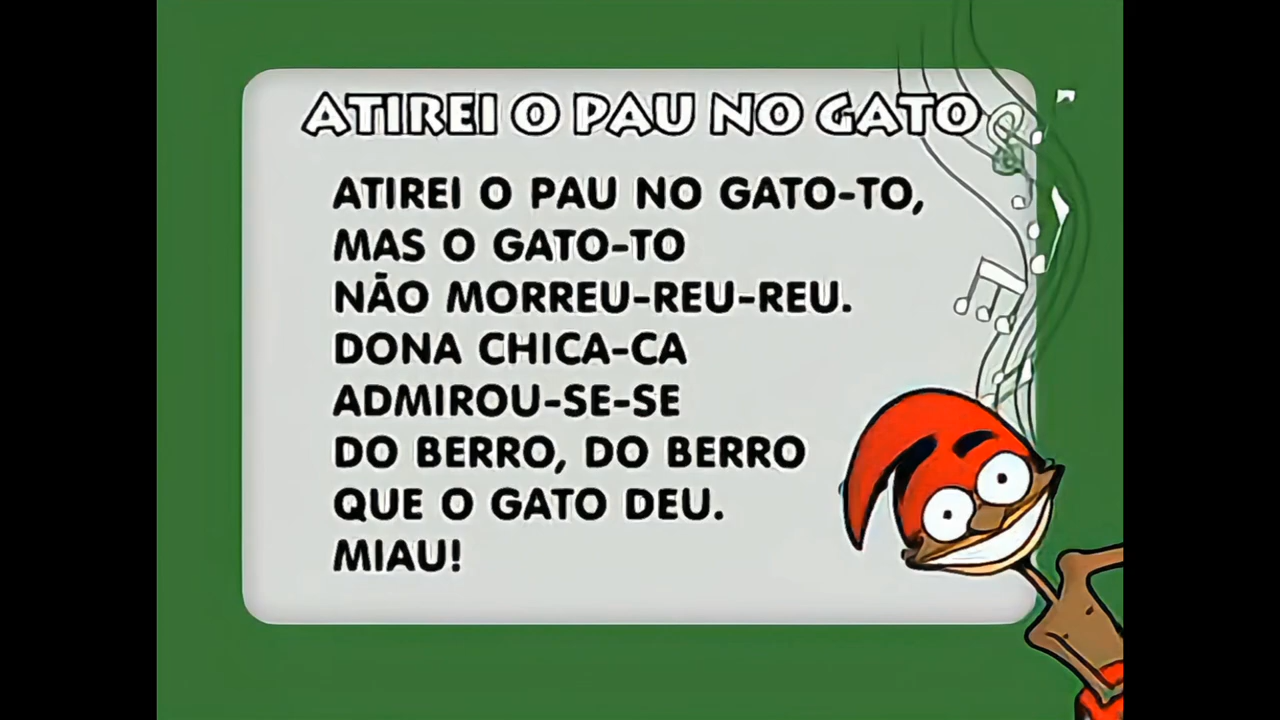 ATIREI O PAU NO GATO
ATIREI O PAU NO GATO-TO,
MAS O GATO-TO
NÃO MORREU-REU-REU.
DONA CHICA-CA
ADMIROU-SE-SE
DO BERRO, DO BERRO
QUE O GATO DEU.
MIAU!